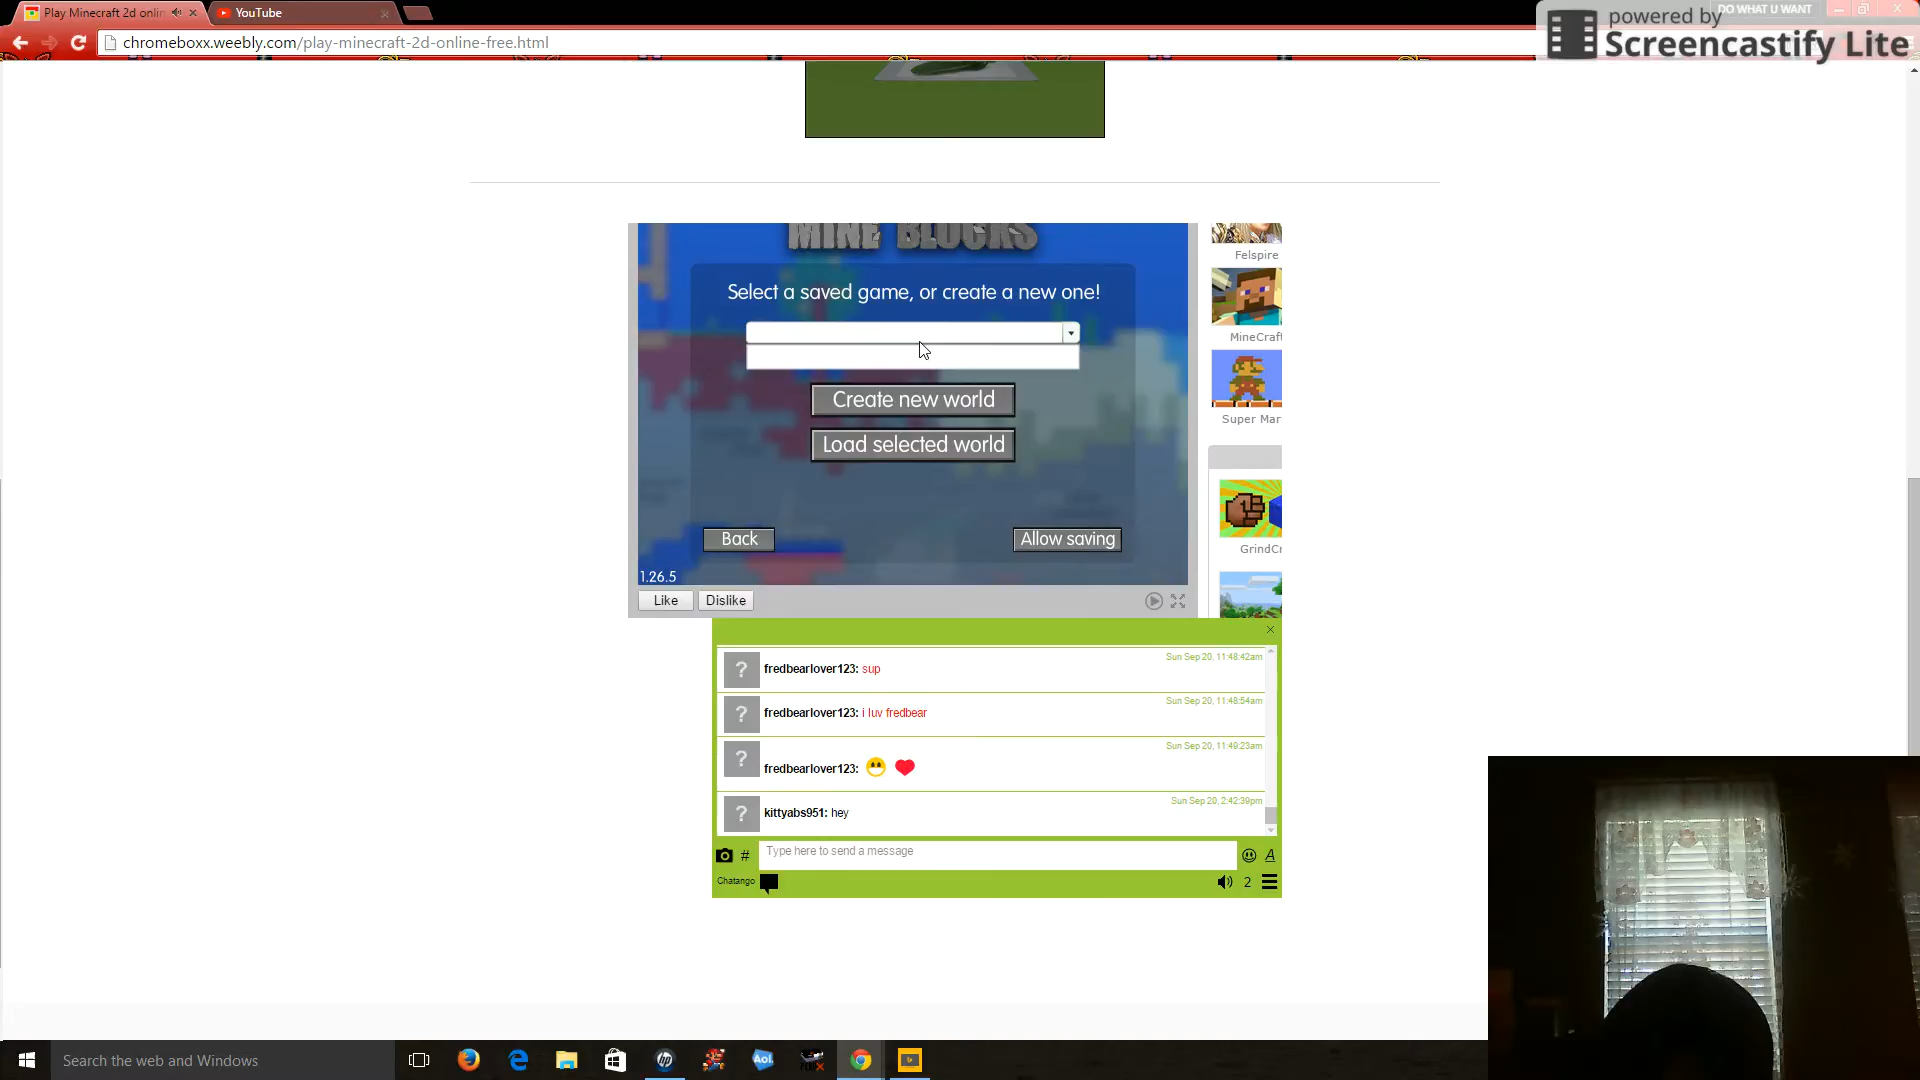 Play Minecraft 2d onlin
YouTube
DO WHAT U WANT
powered by
Screencastify Lite
chromeboxx.weebly.com/play-minecraft-2d-online-free.html
MINE BLOCKS
Select a saved game, or create a new one!
Create new world
Load selected world
Back
Allow saving
1.26.5
Like
Dislike
Felspire
MineCraft
Super Mar
GrindCr
Sun Sep 20, 11:48:42am
fredbearlover123: sup
Sun Sep 20, 11:48:54am
fredbearlover123: i luv fredbear
Sun Sep 20, 11:49:23am
fredbearlover123:
Sun Sep 20, 2:42:39pm
kittyabs951: hey
# Type here to send a message A
Chatango
2
Search the web and Windows
hp
Aol